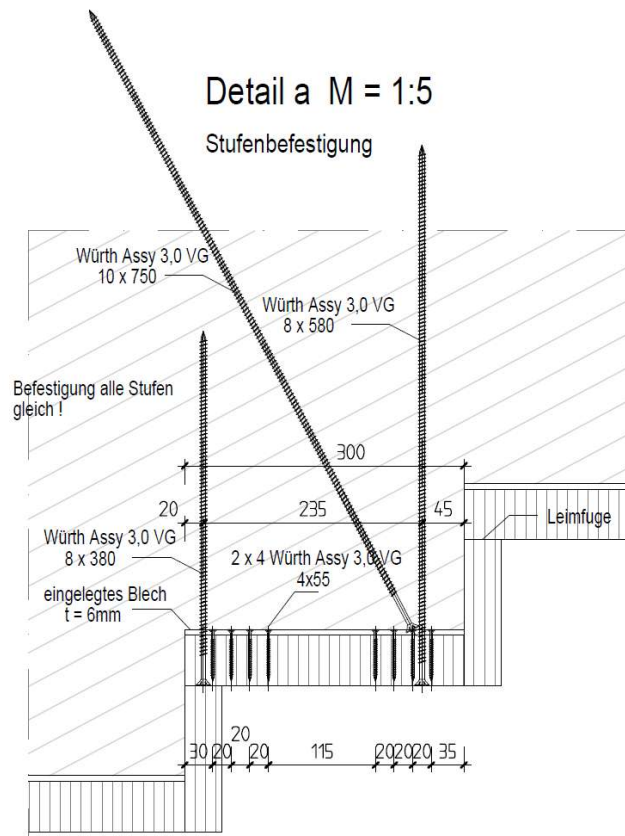 Detail a M = 1:5
Stufenbefestigung
Würth Assy 3,0 VG
10 x 750
Würth Assy 3,0 VG
8 x 580
Befestigung alle Stufen
gleich !
300
20 235 45
Leimfuge
Würth Assy 3,0 VG
8 x 380
2 x 4 Würth Assy 3,0 VG
4x55
eingelegtes Blech
t = 6mm
20
30 20 20 115 20 20 20 35